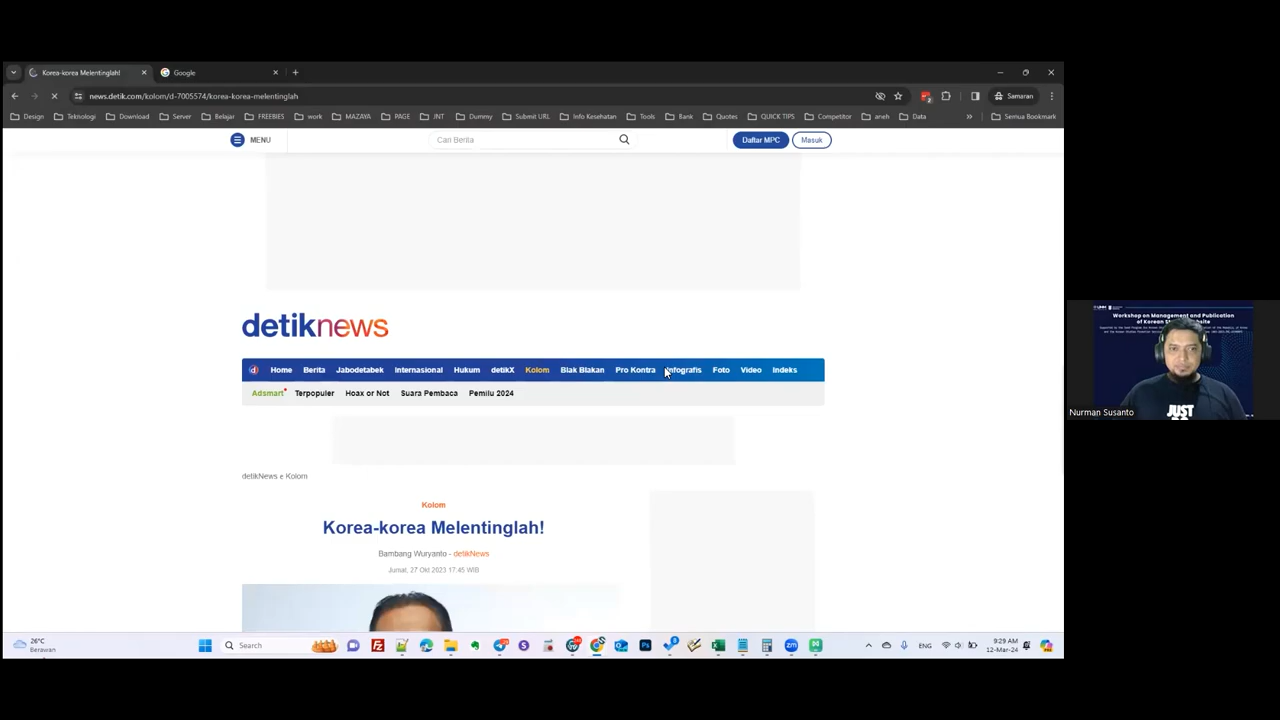 Korea-korea Melentinglah!
Google
news.detik.com/kolom/d-7005574/korea-korea-melentinglah
2
Samaran
Design Teknologi Download Server Belajar FREEBIES work MAZAYA PAGE JNT Dummy Submit URL Info Kesehatan Tools Bank Quotes QUICK TIPS Competitor aneh Data » Semua Bookmark
MENU
Cari Berita
Daftar MPC
Masuk
detiknews
Home Berita Jabodetabek Internasional Hukum detikX Kolom Blak Blakan Pro Kontra Infografis Foto Video Indeks
Adsmart Terpopuler Hoax or Not Suara Pembaca Pemilu 2024
detikNews Kolom
Kolom
Korea-korea Melentinglah!
Bambang Wuryanto - detikNews
Jumat, 27 Okt 2023 17:45 WIB
Workshop on Management and Publication
JUST
Nurman Susanto
26°C
Berawan
Search
ENG
9:29 AM
12-Mar-24